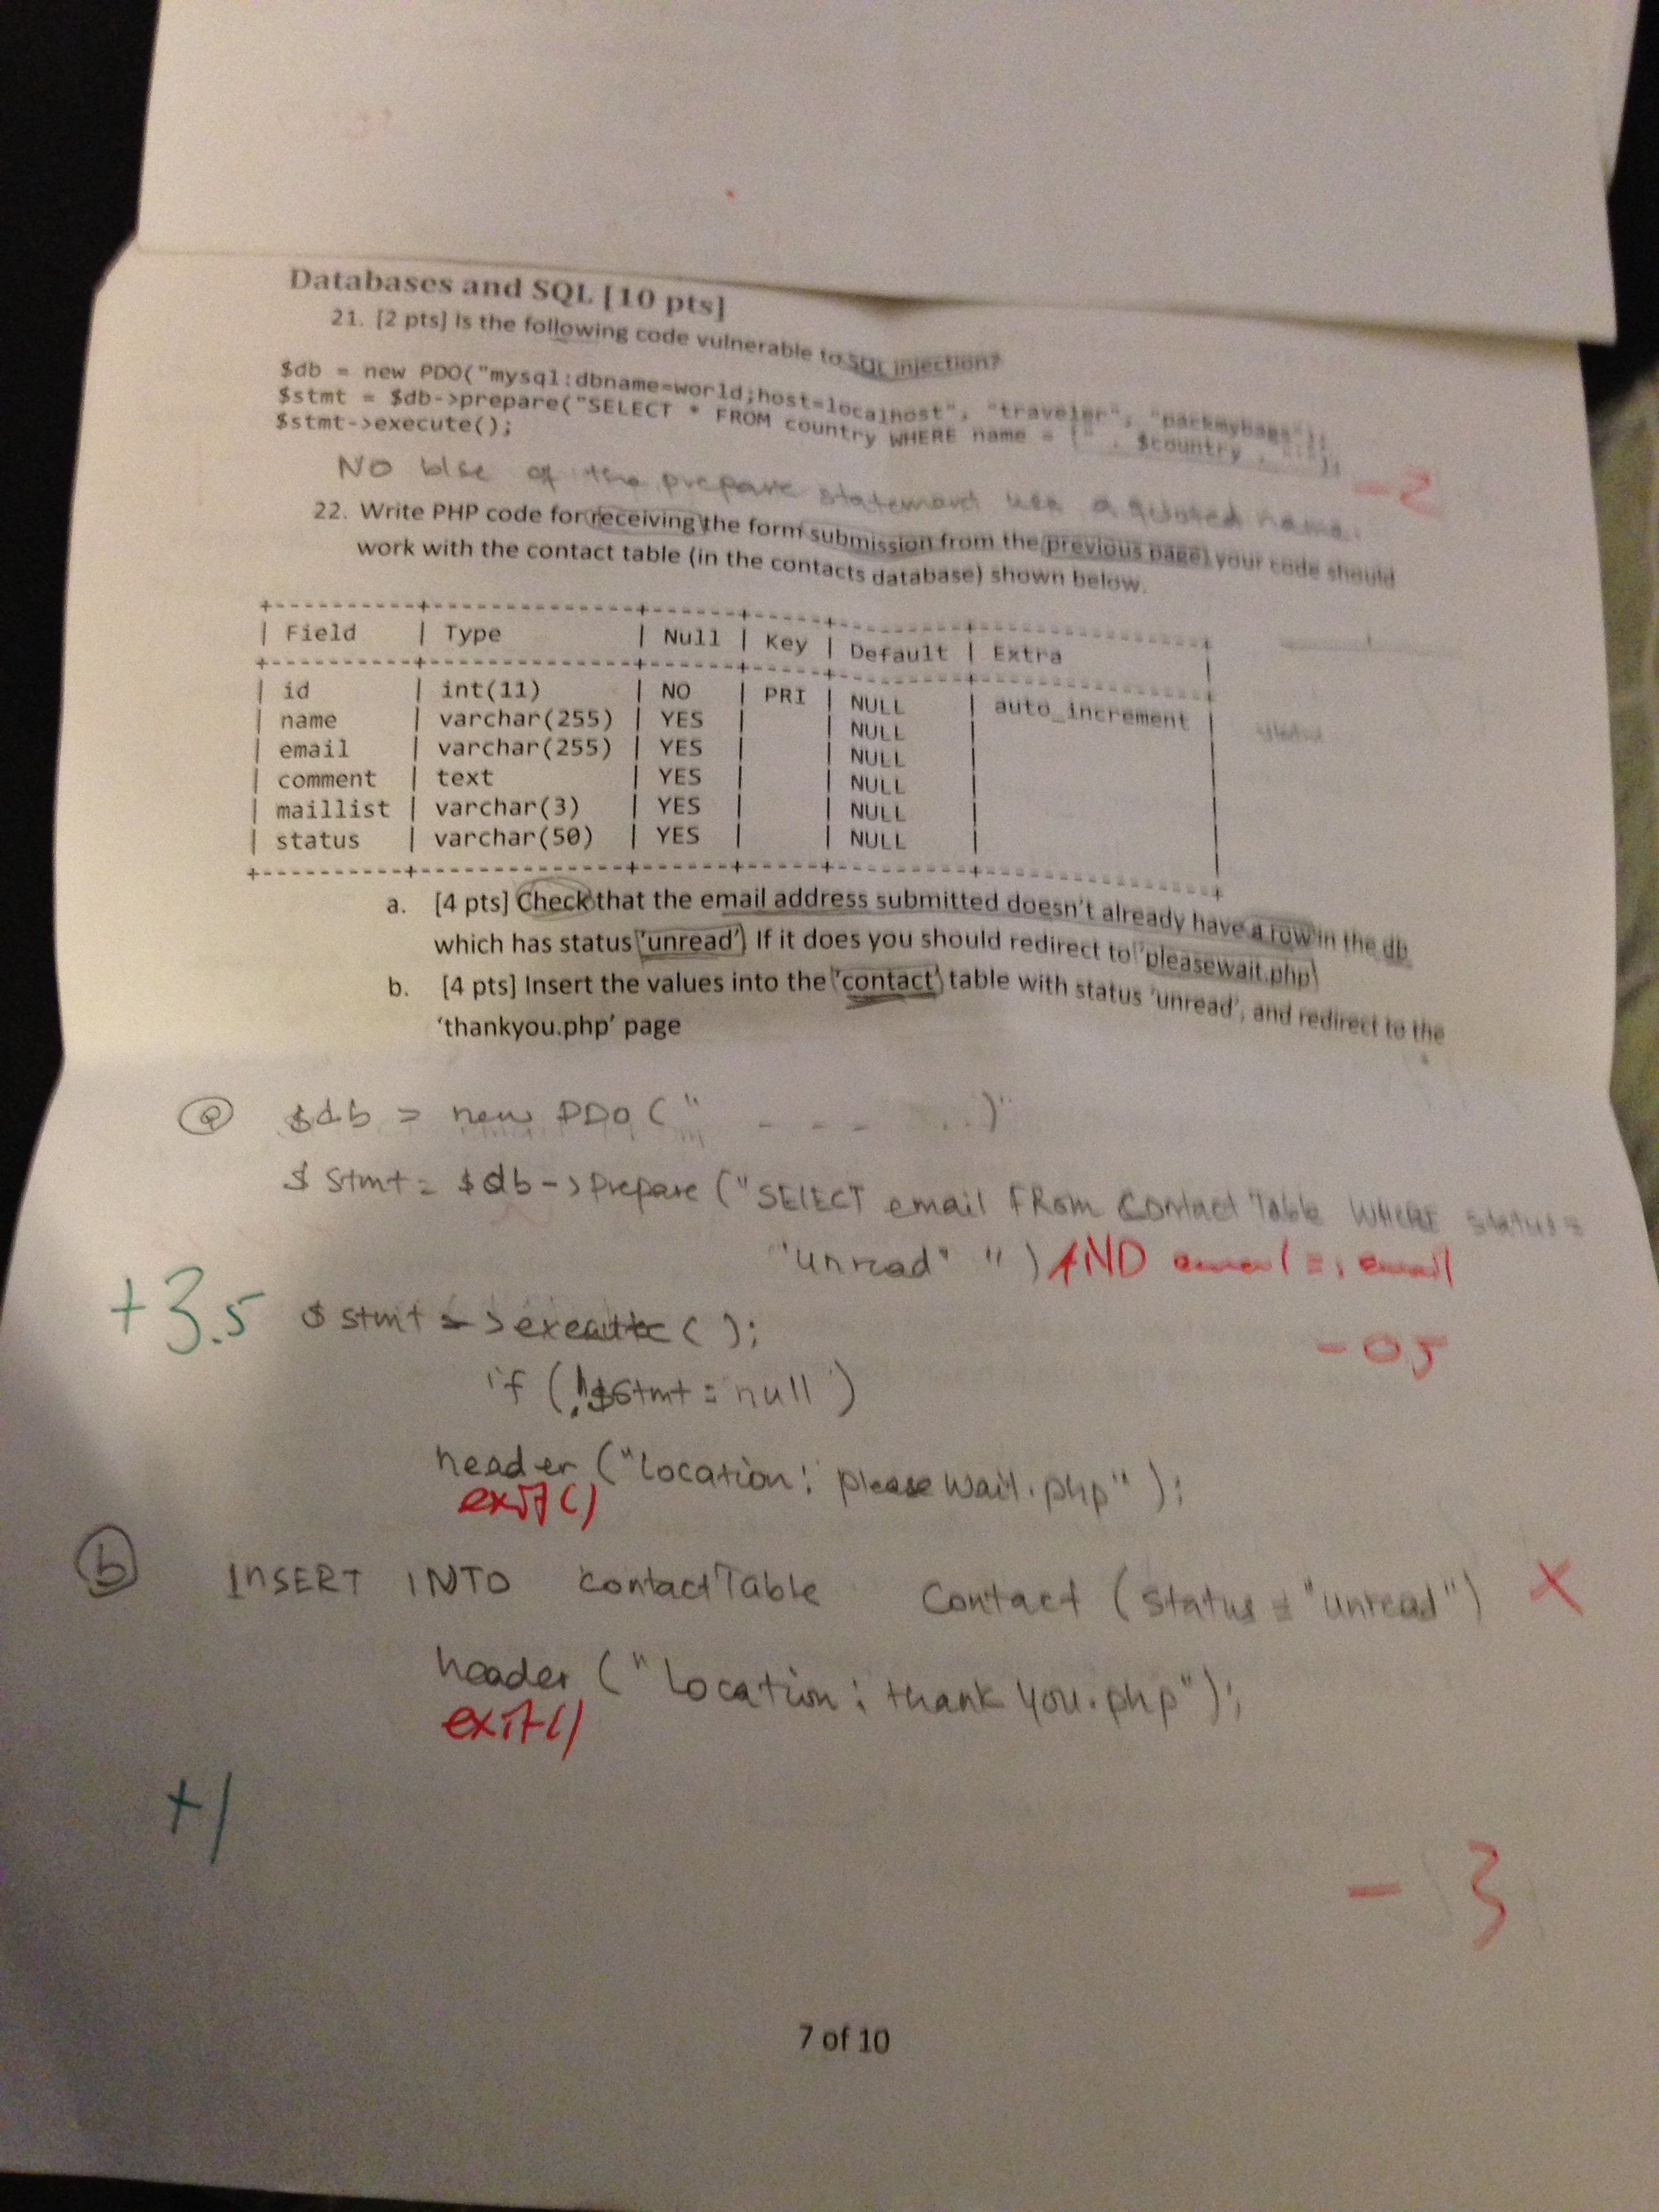 Databases and SQL [10 pts]
21. [2 pts] Is the following code vulnerable to SQL injection?
$db = new PDO("mysql:dbname=world;host=localhost", "traveler", "packmybags");
$stmt = $db->prepare("SELECT * FROM country WHERE name = " . $country .
$stmt->execute();
NO b/se of the prepare statement use a quoted name.
-2
22. Write PHP code for receiving the form submission from the previous page, your code should
work with the contact table (in the contacts database) shown below.
+----------+--------------+------+-----+---------+----------------+
| Field | Type | Null | Key | Default | Extra |
+----------+--------------+------+-----+---------+----------------+
| id | int(11) | NO | PRI | NULL | auto_increment |
| name | varchar(255) | YES | | NULL | |
| email | varchar(255) | YES | | NULL | |
| comment | text | YES | | NULL | |
| maillist | varchar(3) | YES | | NULL | |
| status | varchar(50) | YES | | NULL | |
+----------+--------------+------+-----+---------+----------------+
a. [4 pts] Check that the email address submitted doesn't already have a row in the db
which has status 'unread'. If it does you should redirect to 'pleasewait.php'
b. [4 pts] Insert the values into the 'contact' table with status 'unread', and redirect to the
'thankyou.php' page
a $db = new PDO (" - - - ..)"
$ stmt = $db->Prepare ("SELECT email FROM Contact Table WHERE status =
"unread" ") AND email = : email
+3.5 $ stmt -> execute ( );
-0.5
if (!$stmt = null )
header ("Location: please wait.php" );
exit()
b INSERT INTO contactTable Contact (status = "unread") X
header ("Location: thank you.php");
exit()
+1
-3
7 of 10